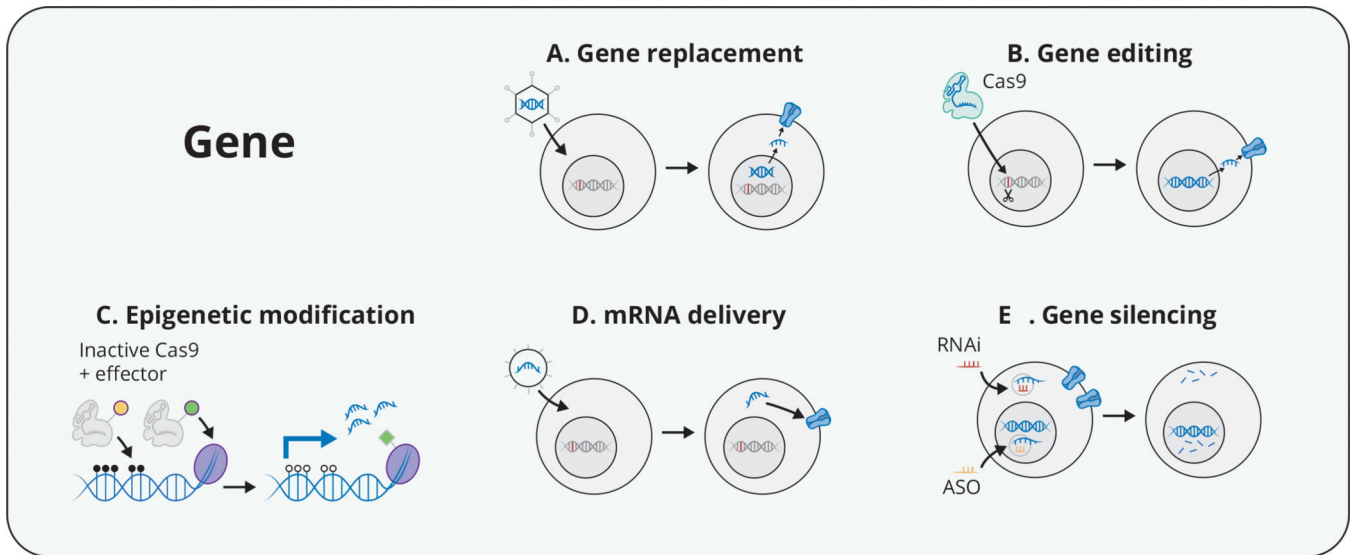 Gene
A. Gene replacement
B. Gene editing
Cas9
C. Epigenetic modification
Inactive Cas9
+ effector
D. mRNA delivery
E . Gene silencing
RNAi
ASO